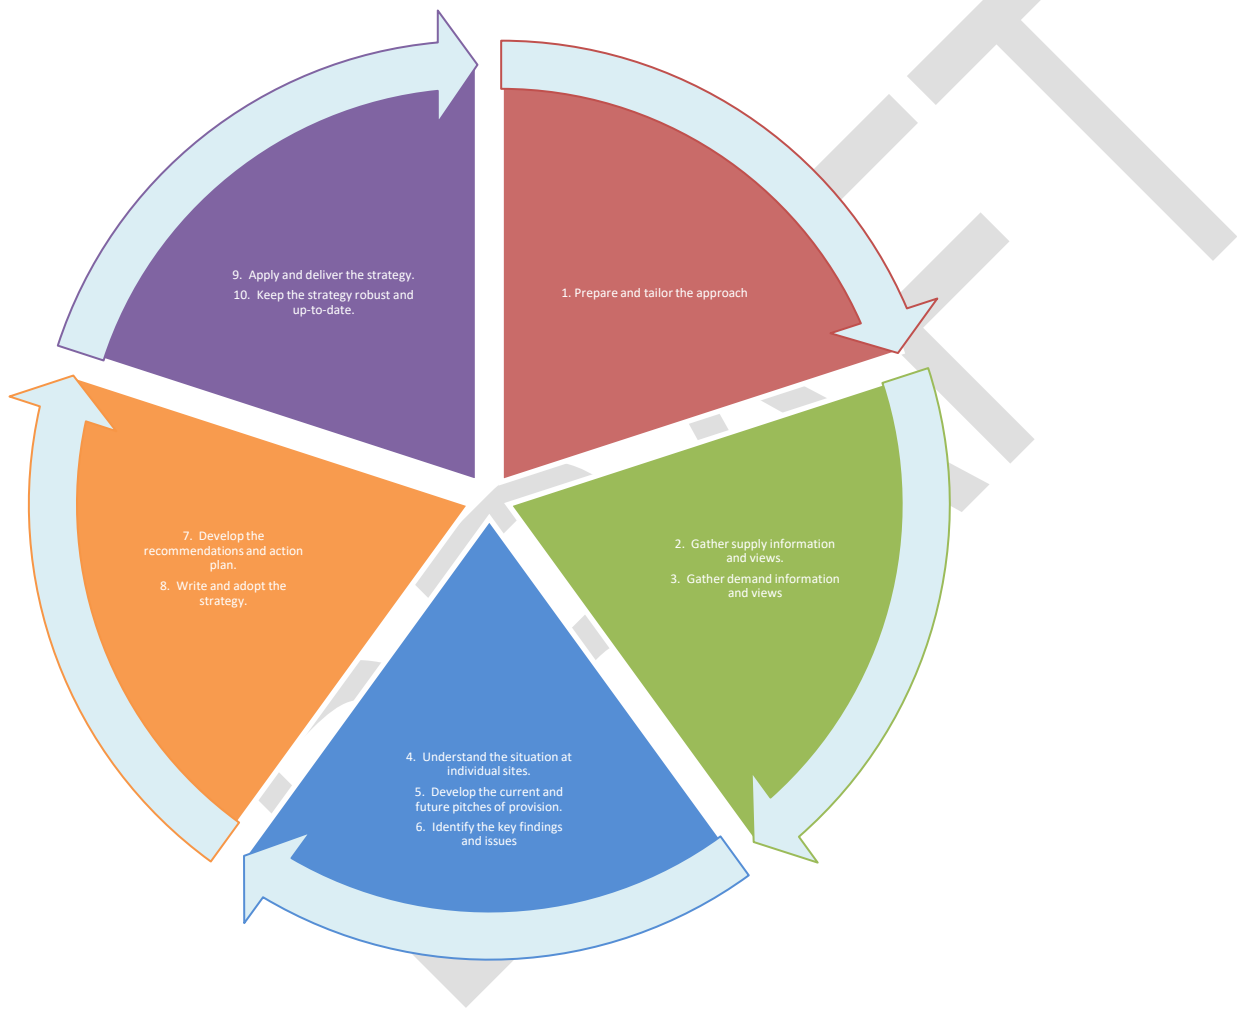 1. Prepare and tailor the approach
2. Gather supply information
and views.
3. Gather demand information
and views
4. Understand the situation at
individual sites.
5. Develop the current and
future pitches of provision.
6. Identify the key findings
and issues
7. Develop the
recommendations and action
plan.
8. Write and adopt the
strategy.
9. Apply and deliver the strategy.
10. Keep the strategy robust and
up-to-date.